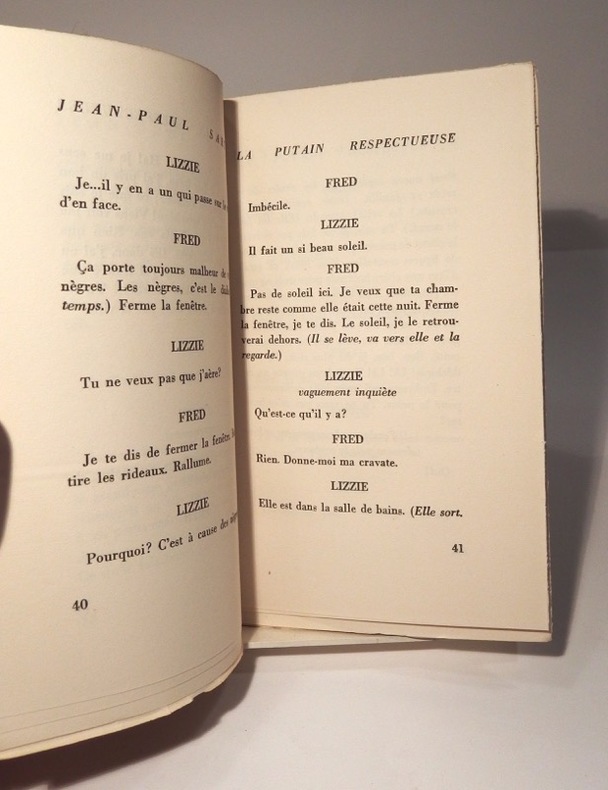 JEAN-PAUL
LIZZIE
Je...il y en a un qui passe sur
d'en face.
FRED
Ça porte toujours malheur de
nègres. Les nègres, c'est le
temps.) Ferme la fenêtre.
LIZZIE
Tu ne veux pas que j'aère?
FRED
Je te dis de fermer la fenêtre.
tire les rideaux. Rallume.
LIZZIE
Pourquoi? C'est à cause des
40
LA PUTAIN RESPECTUEUSE
FRED
Imbécile.
LIZZIE
Il fait un si beau soleil.
FRED
Pas de soleil ici. Je veux que ta cham-
bre reste comme elle était cette nuit. Ferme
la fenêtre, je te dis. Le soleil, je le retrou-
verai dehors. (Il se lève, va vers elle et la
regarde.)
LIZZIE
vaguement inquiète
Qu'est-ce qu'il y a?
FRED
Rien. Donne-moi ma cravate.
LIZZIE
Elle est dans la salle de bains. (Elle sort.
41